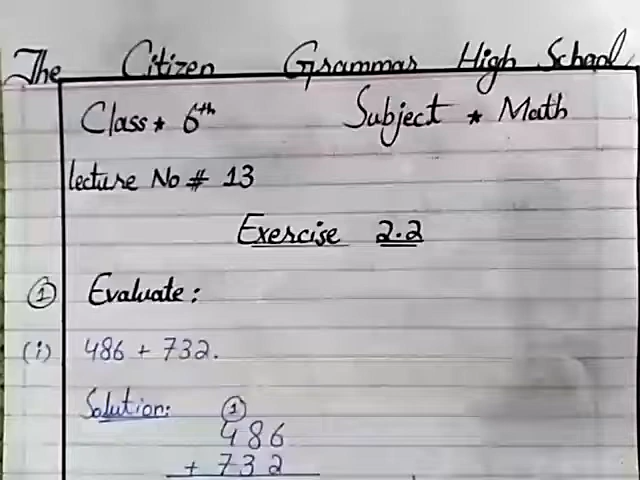 The Citizen Grammar High School
Class * 6th Subject * Math
lecture No # 13
Exercise 2.2
① Evaluate:
(i) 486 + 732.
Solution: ①
486
+ 732